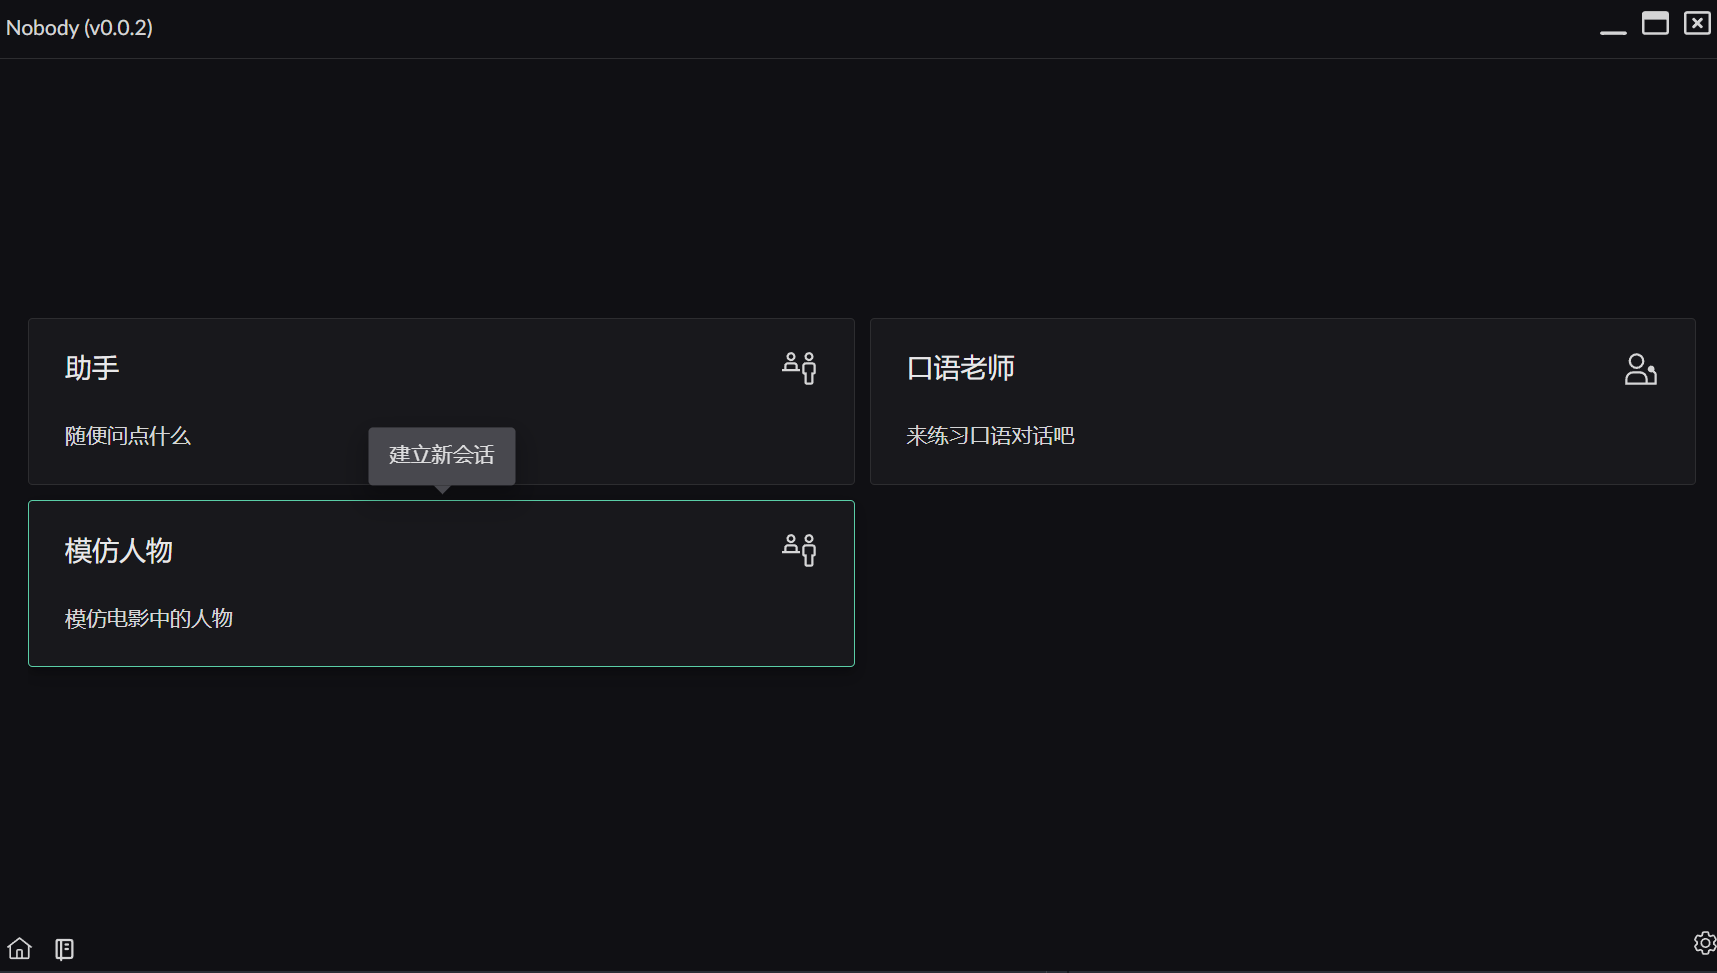 Nobody (v0.0.2)
助手
随便问点什么
口语老师
来练习口语对话吧
建立新会话
模仿人物
模仿电影中的人物